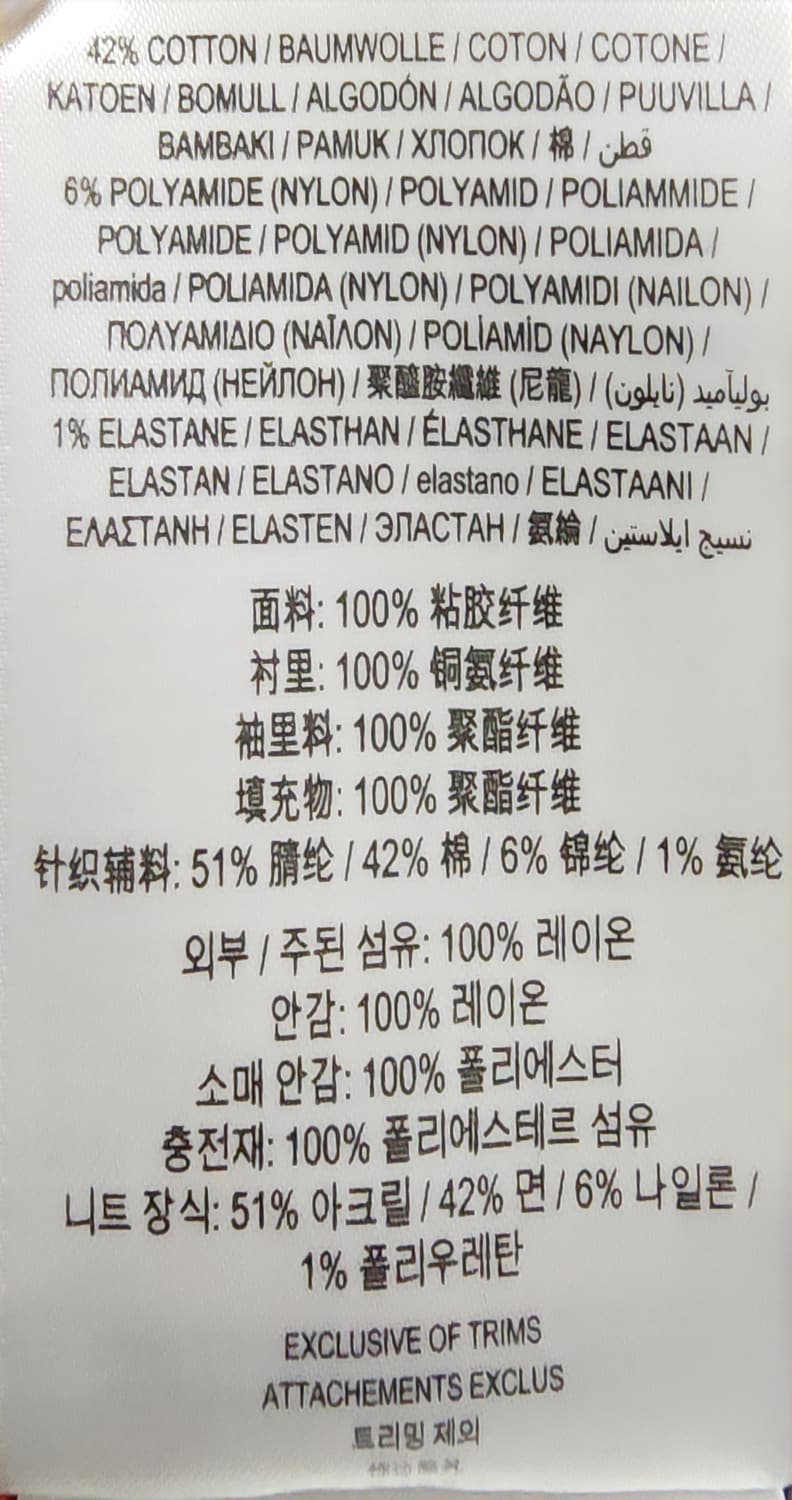 42% COTTON / BAUMWOLLE / COTON / COTONE /
KATOEN / BOMULL / ALGODÓN / ALGODÃO / PUUVILLA /
BAMBAKI / PAMUK / ХЛОПОК / 棉 / قطن
6% POLYAMIDE (NYLON) / POLYAMID / POLIAMMIDE /
POLYAMIDE / POLYAMID (NYLON) / POLIAMIDA /
poliamida / POLIAMIDA (NYLON) / POLYAMIDI (NAILON) /
ΠΟΛΥΑΜΙΔΙΟ (ΝΑΪΛΟΝ) / POLİAMİD (NAYLON) /
ПОЛИАМИД (НЕЙЛОН) / 聚醯胺纖維 (尼龍) / بوليآميد (نايلون)
1% ELASTANE / ELASTHAN / ÉLASTHANE / ELASTAAN /
ELASTAN / ELASTANO / elastano / ELASTAANI /
ΕΛΑΣΤΑΝΗ / ELASTEN / ЭЛАСТАН / 氨綸 / نسيج ايلاستين
面料: 100% 粘胶纤维
衬里: 100% 铜氨纤维
袖里料: 100% 聚酯纤维
填充物: 100% 聚酯纤维
针织辅料: 51% 腈纶 / 42% 棉 / 6% 锦纶 / 1% 氨纶
외부 / 주된 섬유: 100% 레이온
안감: 100% 레이온
소매 안감: 100% 폴리에스터
충전재: 100% 폴리에스테르 섬유
니트 장식: 51% 아크릴 / 42% 면 / 6% 나일론 /
1% 폴리우레탄
EXCLUSIVE OF TRIMS
ATTACHEMENTS EXCLUS
트리밍 제외